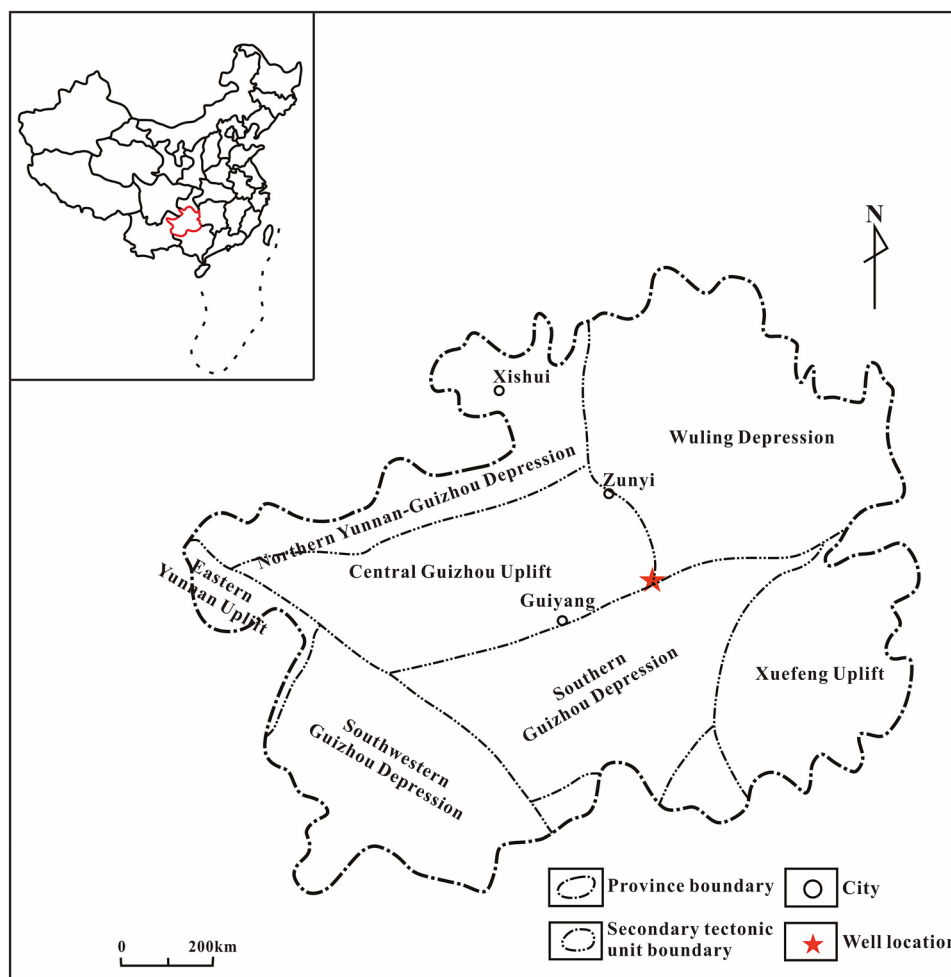 N
Xishui
Wuling Depression
Northern Yunnan-Guizhou Depression
Zunyi
Eastern
Yunnan Uplift
Central Guizhou Uplift
Guiyang
Southern
Guizhou Depression
Xuefeng Uplift
Southwestern
Guizhou Depression
Province boundary
City
Secondary tectonic
unit boundary
Well location
0 200km